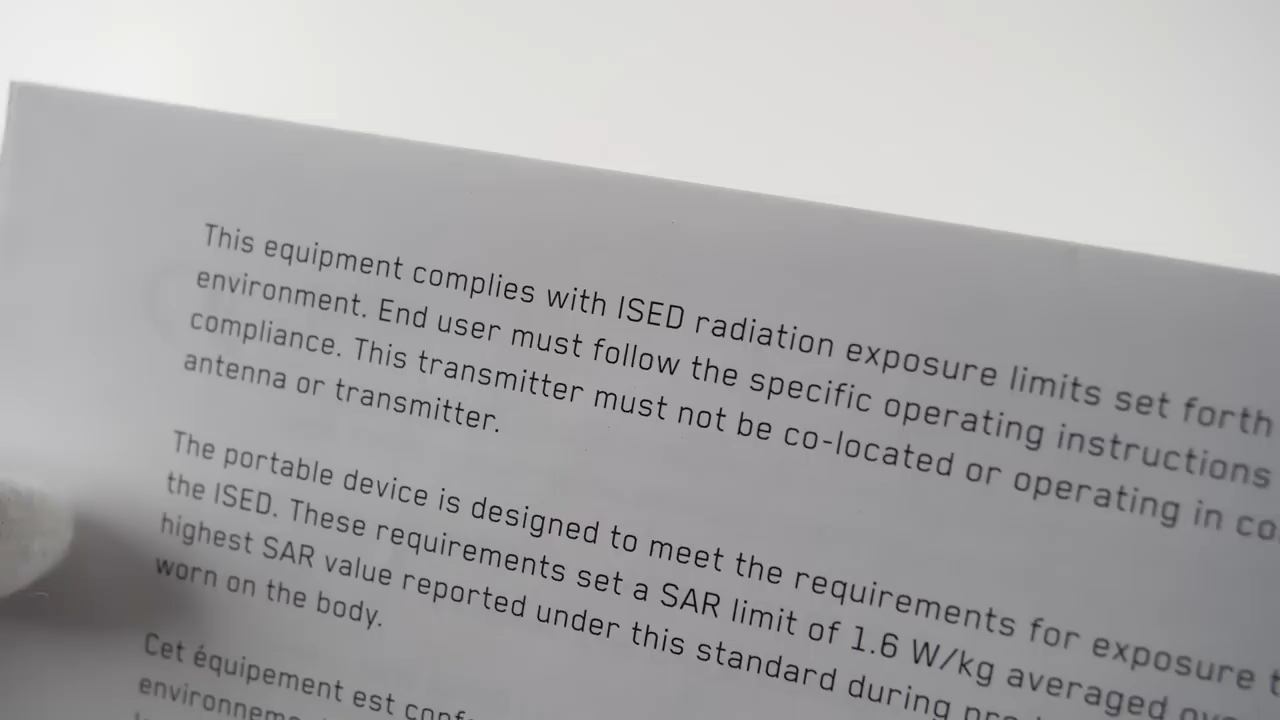 This equipment complies with ISED radiation exposure limits set forth
environment. End user must follow the specific operating instructions
compliance. This transmitter must not be co-located or operating in
antenna or transmitter.
The portable device is designed to meet the requirements for exposure
the ISED. These requirements set a SAR limit of 1.6 W/kg averaged
highest SAR value reported under this standard during
worn on the body.
Cet équipement est